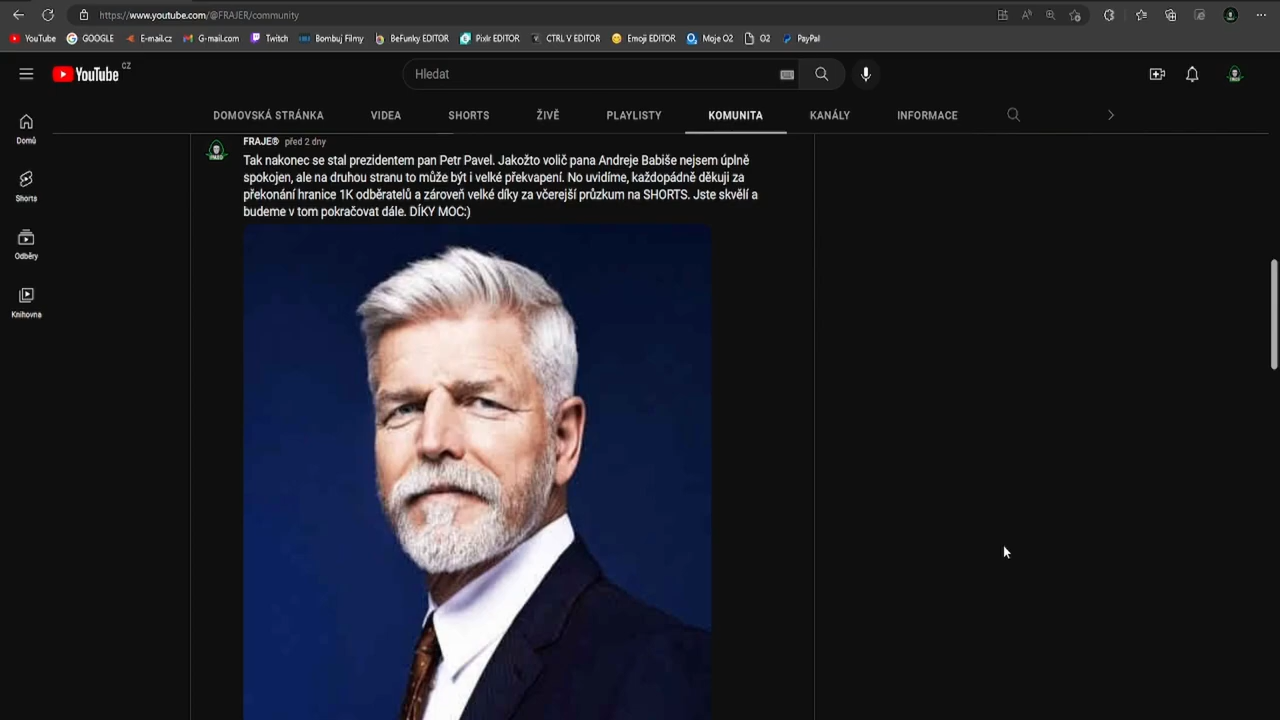 https://www.youtube.com/@FRAJER/community
YouTube
GOOGLE
E-mail.cz
G-mail.com
Twitch
Bombuj Filmy
BeFunky EDITOR
Pixlr EDITOR
CTRL V EDITOR
Emoji EDITOR
Moje O2
O2
PayPal
YouTube CZ
Hledat
DOMOVSKÁ STRÁNKA
VIDEA
SHORTS
ŽIVĚ
PLAYLISTY
KOMUNITA
KANÁLY
INFORMACE
Domů
Shorts
Odběry
Knihovna
FRAJE® před 2 dny
Tak nakonec se stal prezidentem pan Petr Pavel. Jakožto volič pana Andreje Babiše nejsem úplně
spokojen, ale na druhou stranu to může být i velké překvapení. No uvidíme, každopádně děkuji za
překonání hranice 1K odběratelů a zároveň velké díky za včerejší průzkum na SHORTS. Jste skvělí a
budeme v tom pokračovat dále. DÍKY MOC:)